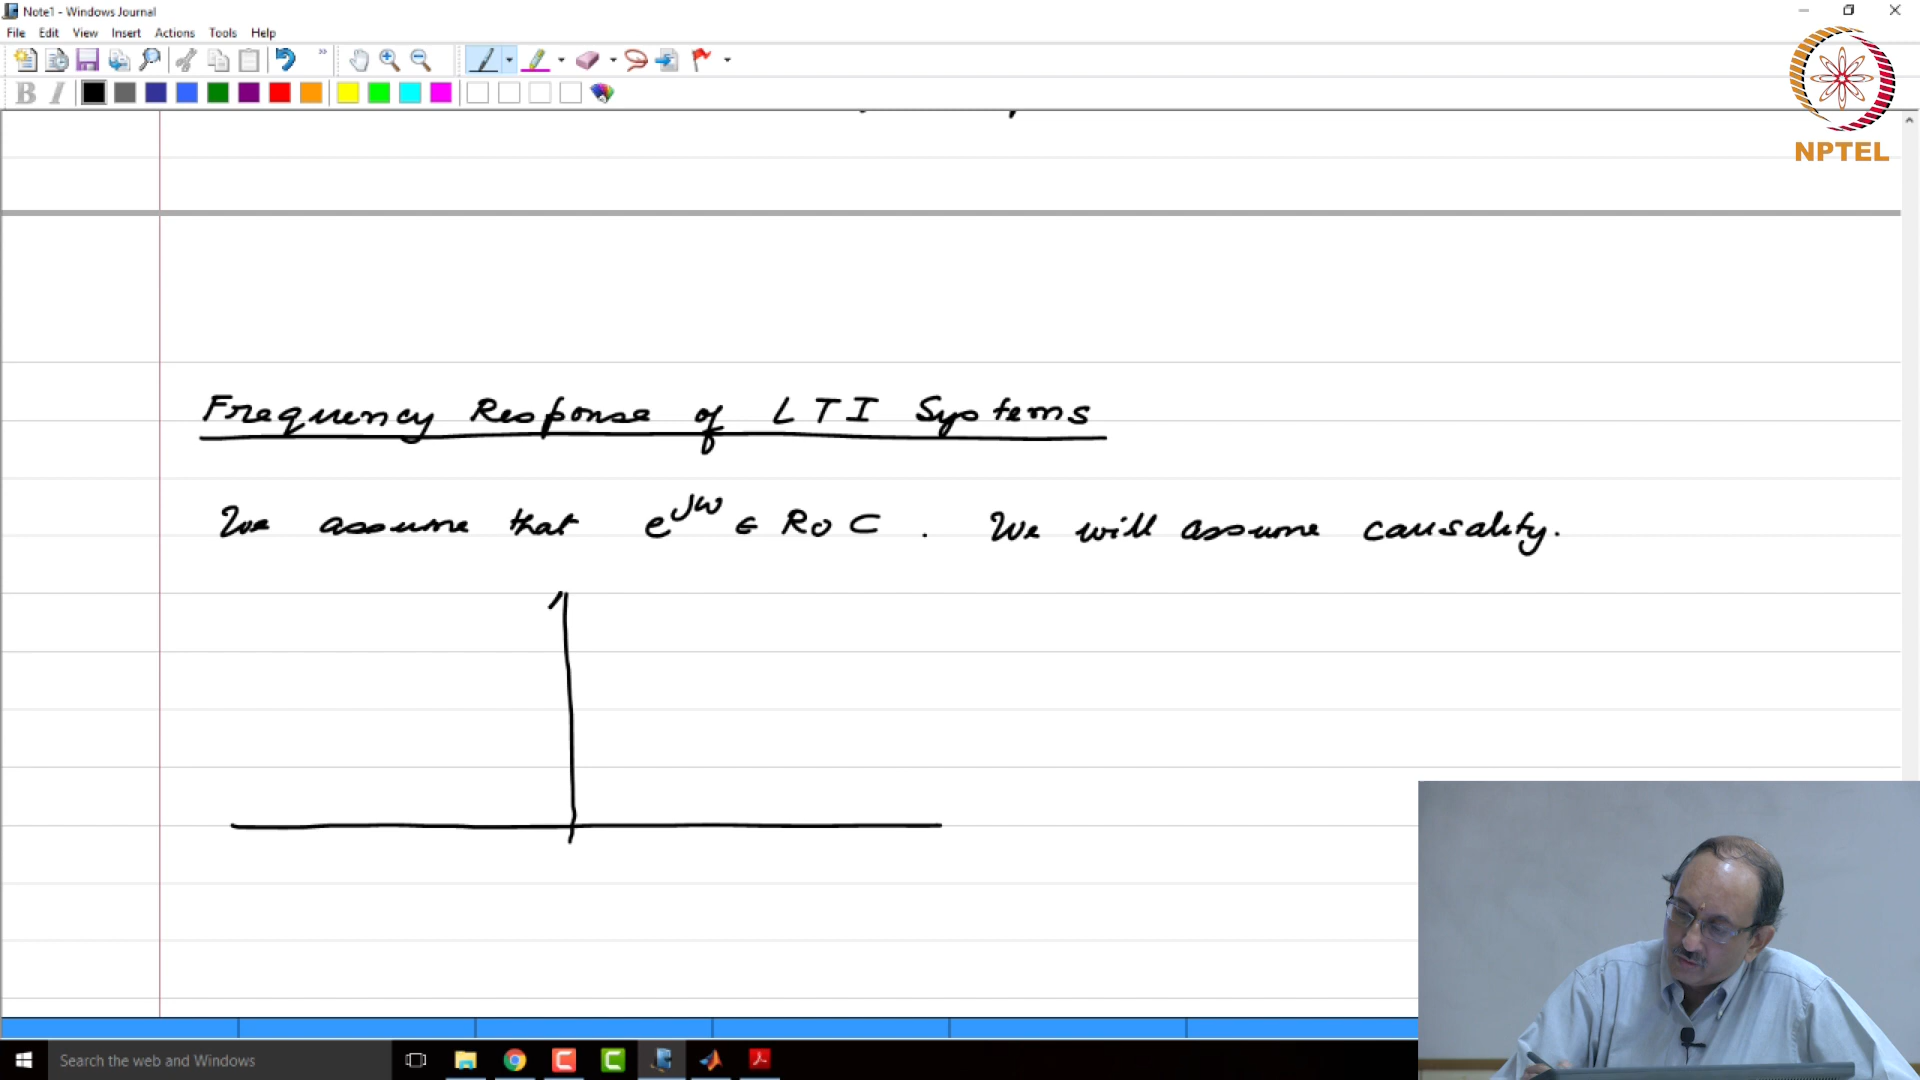 Note1 - Windows Journal
File Edit View Insert Actions Tools Help
B I
NPTEL
Frequency Response of LTI Systems
We assume that e^jω ∈ RoC. We will assume causality.
Search the web and Windows